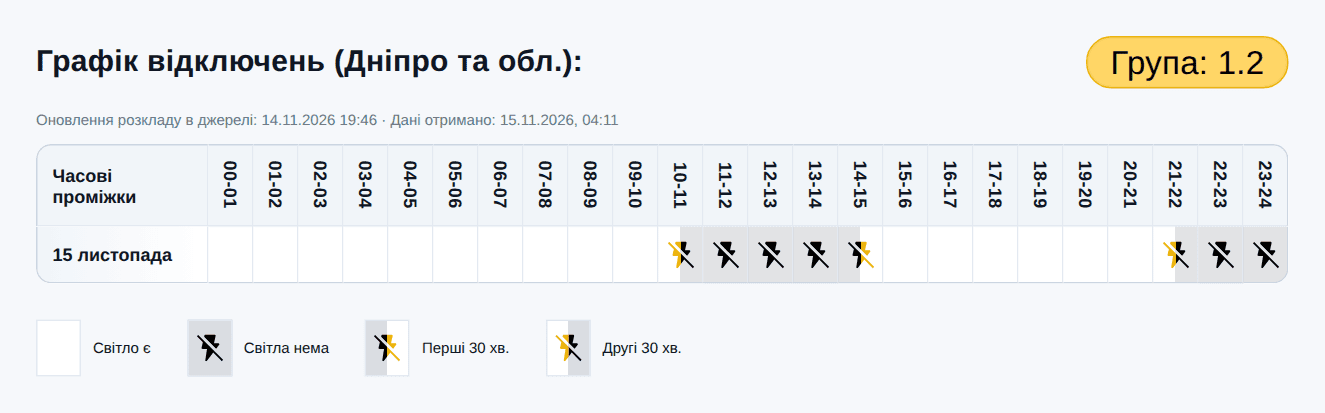 Графік відключень (Дніпро та обл.):
Група: 1.2
Оновлення розкладу в джерелі: 14.11.2026 19:46 · Дані отримано: 15.11.2026, 04:11
Часові
проміжки
00-01
01-02
02-03
03-04
04-05
05-06
06-07
07-08
08-09
09-10
10-11
11-12
12-13
13-14
14-15
15-16
16-17
17-18
18-19
19-20
20-21
21-22
22-23
23-24
15 листопада
Світло є
Світла нема
Перші 30 хв.
Другі 30 хв.